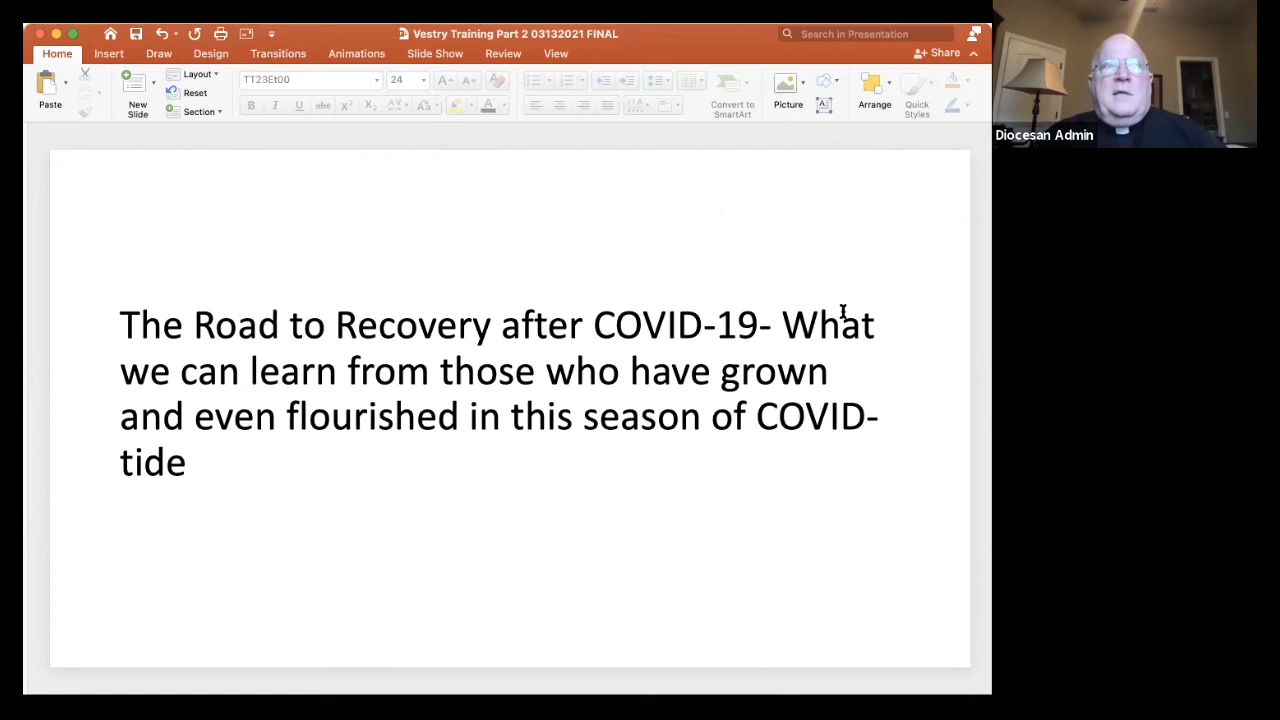 Vestry Training Part 2 03132021 FINAL
Search in Presentation
Home Insert Draw Design Transitions Animations Slide Show Review View
Share
Paste
New Slide
Layout
Reset
Section
TT23Et00
24
Convert to SmartArt
Picture
Arrange
Quick Styles
The Road to Recovery after COVID-19- What
we can learn from those who have grown
and even flourished in this season of COVID-
tide
Diocesan Admin